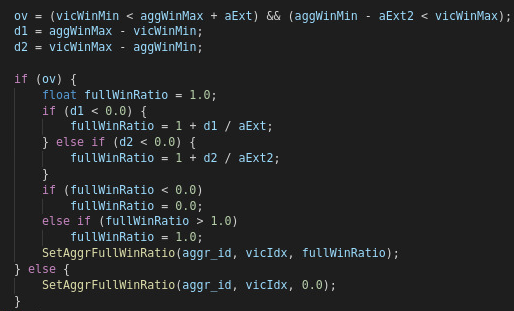 ov = (vicWinMin < aggWinMax + aExt) && (aggWinMin - aExt2 < vicWinMax);
d1 = aggWinMax - vicWinMin;
d2 = vicWinMax - aggWinMin;

if (ov) {
    float fullWinRatio = 1.0;
    if (d1 < 0.0) {
        fullWinRatio = 1 + d1 / aExt;
    } else if (d2 < 0.0) {
        fullWinRatio = 1 + d2 / aExt2;
    }
    if (fullWinRatio < 0.0)
        fullWinRatio = 0.0;
    else if (fullWinRatio > 1.0)
        fullWinRatio = 1.0;
    SetAggrFullWinRatio(aggr_id, vicIdx, fullWinRatio);
} else {
    SetAggrFullWinRatio(aggr_id, vicIdx, 0.0);
}